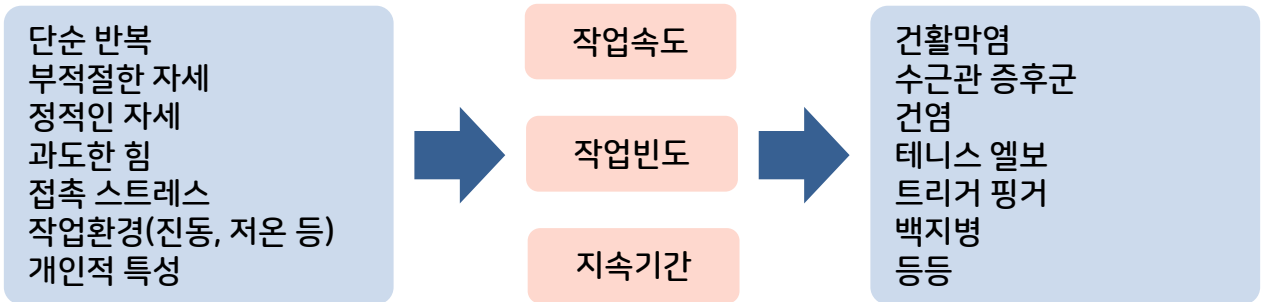 단순 반복
부적절한 자세
정적인 자세
과도한 힘
접촉 스트레스
작업환경(진동, 저온 등)
개인적 특성
작업속도
작업빈도
지속기간
건활막염
수근관 증후군
건염
테니스 엘보
트리거 핑거
백지병
등등